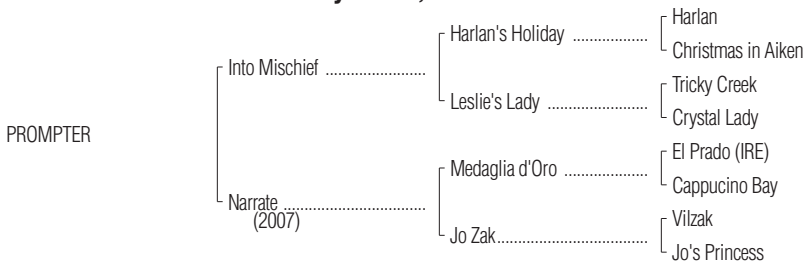 Harlan
Harlan's Holiday ..................
Christmas in Aiken
Into Mischief ........................
Tricky Creek
Leslie's Lady ........................
Crystal Lady
PROMPTER
El Prado (IRE)
Medaglia d'Oro ....................
Cappucino Bay
Narrate ..................................
(2007)
Vilzak
Jo Zak....................................
Jo's Princess